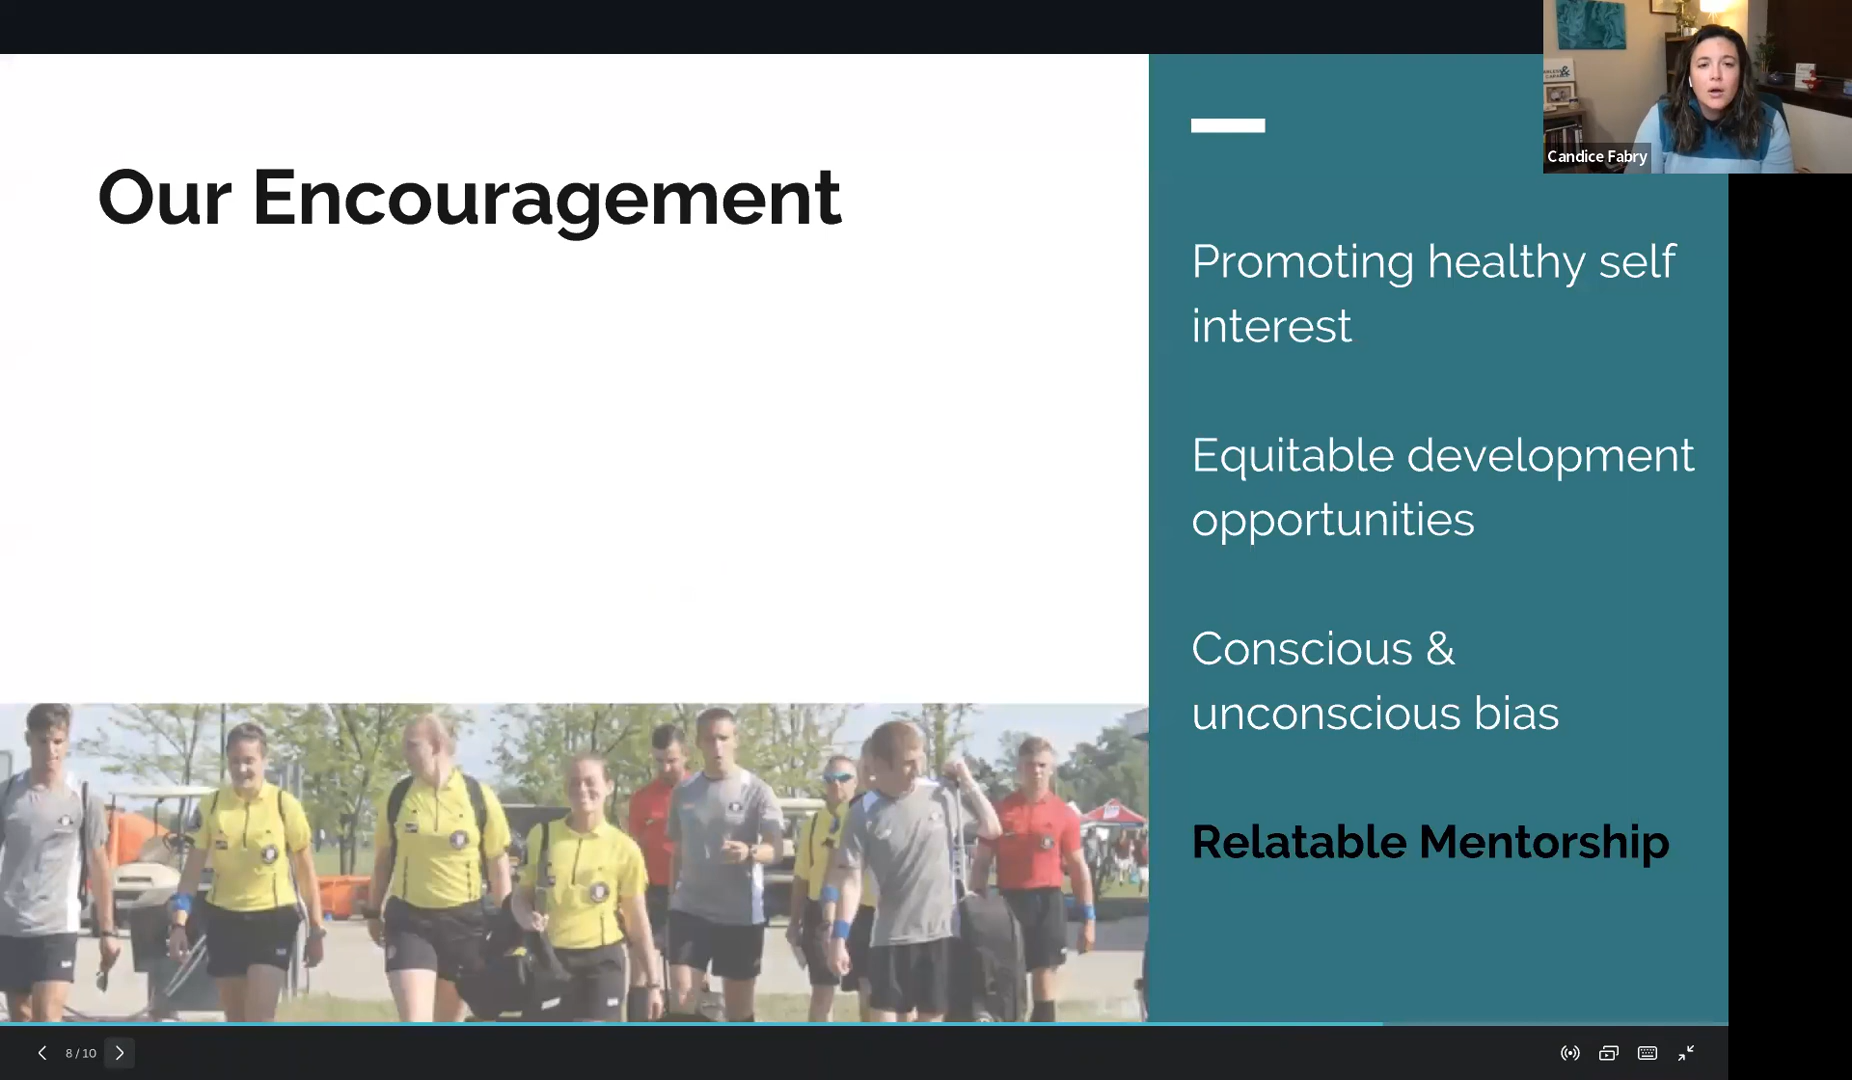 Our Encouragement
Promoting healthy self
interest
Equitable development
opportunities
Conscious &
unconscious bias
Relatable Mentorship
Candice Fabry
8 / 10